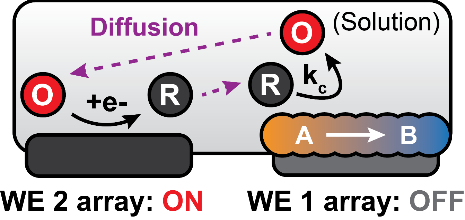 Diffusion
O
(Solution)
O
+e-
R
R
kc
A
B
WE 2 array: ON
WE 1 array: OFF